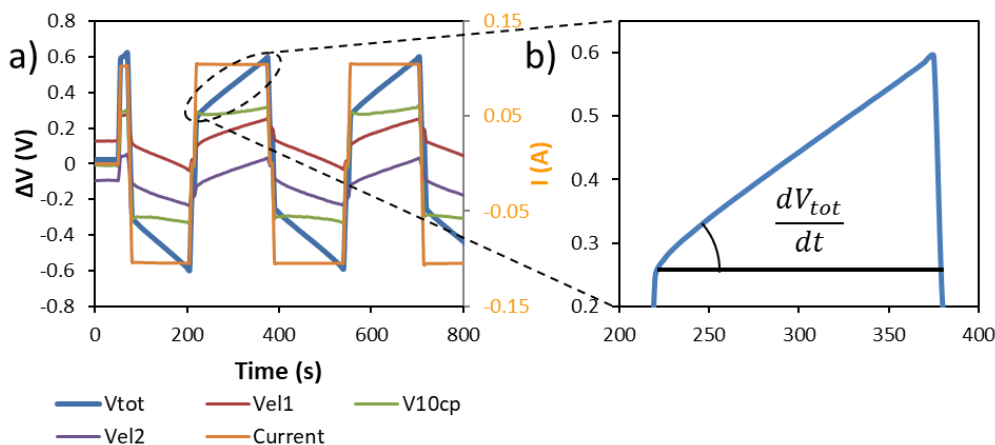 a)
0.8
0.6
0.4
0.2
0
-0.2
-0.4
-0.6
-0.8
ΔV (V)
0 200 400 600 800
Time (s)
0.15
0.05
-0.05
-0.15
I (A)
Vtot Vel1 V10cp
Vel2 Current
b)
0.6
0.5
0.4
0.3
0.2
200 250 300 350 400
dV_tot
dt